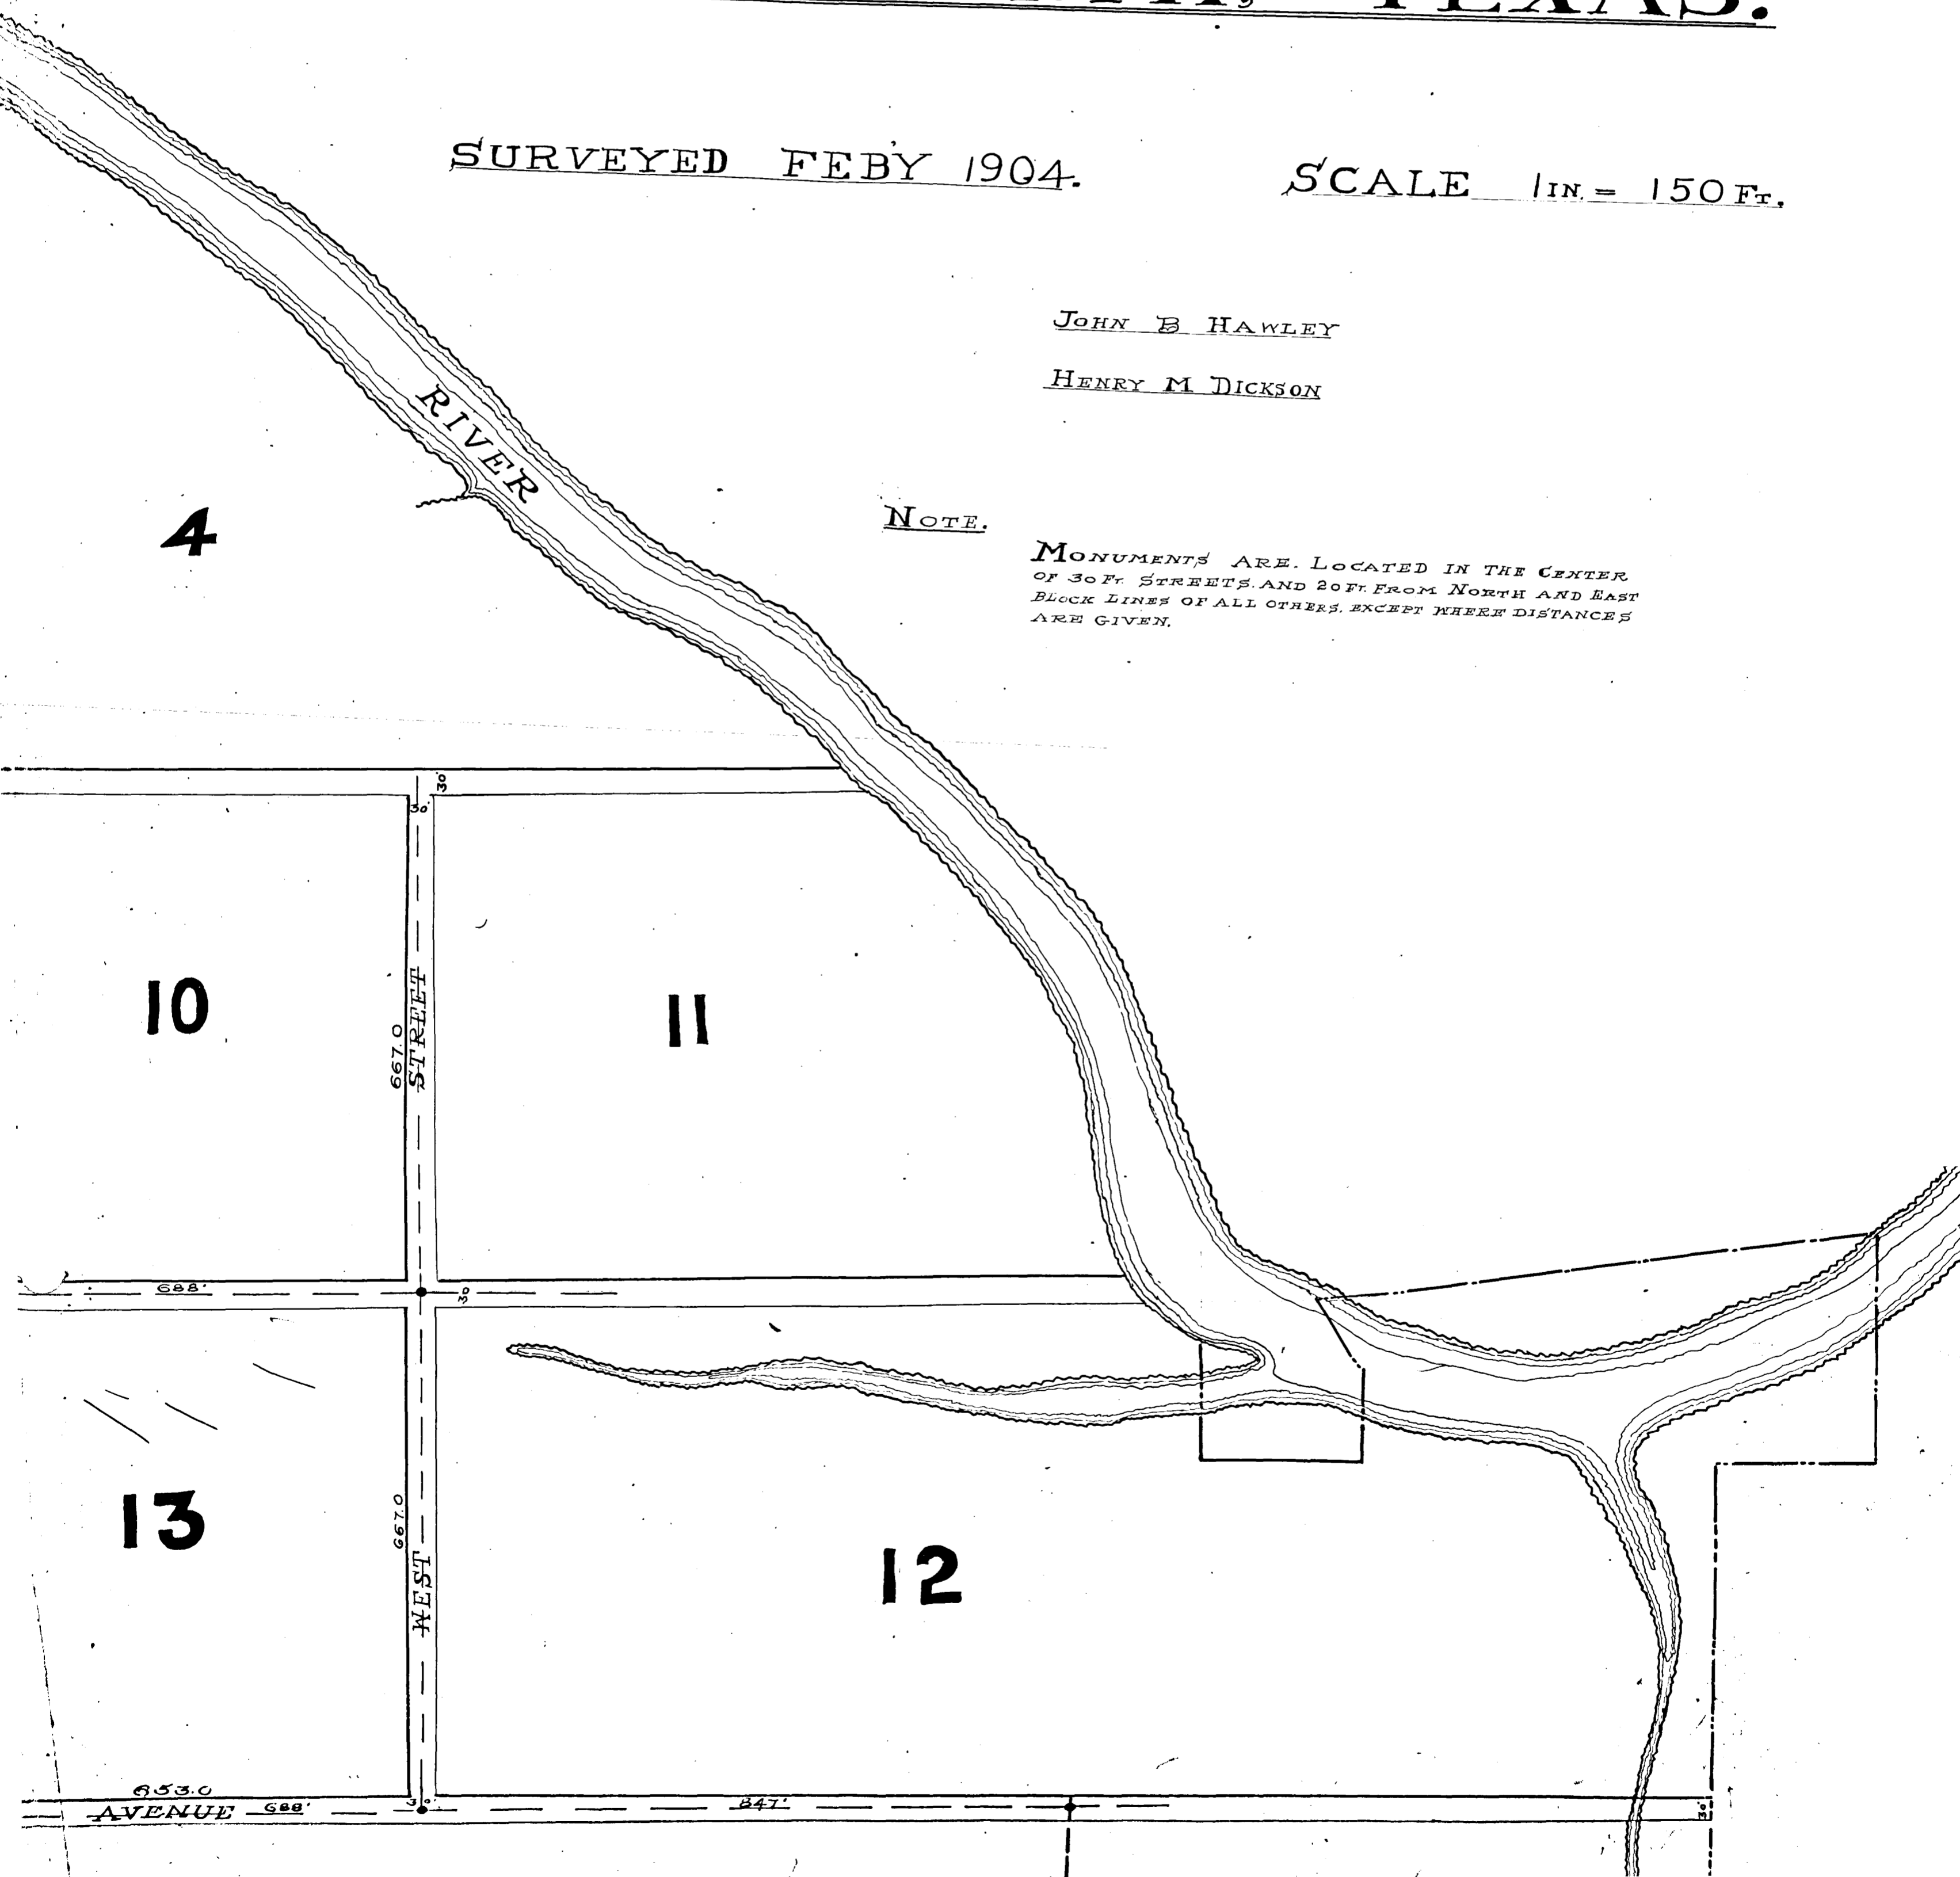 TEXAS.
SURVEYED FEB'Y 1904.
SCALE 1 IN. = 150 FT.
JOHN B HAWLEY
HENRY M DICKSON
RIVER
NOTE.
MONUMENTS ARE. LOCATED IN THE CENTER
OF 30 FT. STREETS. AND 20 FT. FROM NORTH AND EAST
BLOCK LINES OF ALL OTHERS. EXCEPT WHERE DISTANCES
ARE GIVEN.
4
30'
30'
10
11
667.0
STREET
688'
30
13
667.0
WEST
12
653.0
AVENUE
688'
30'
847'
30'